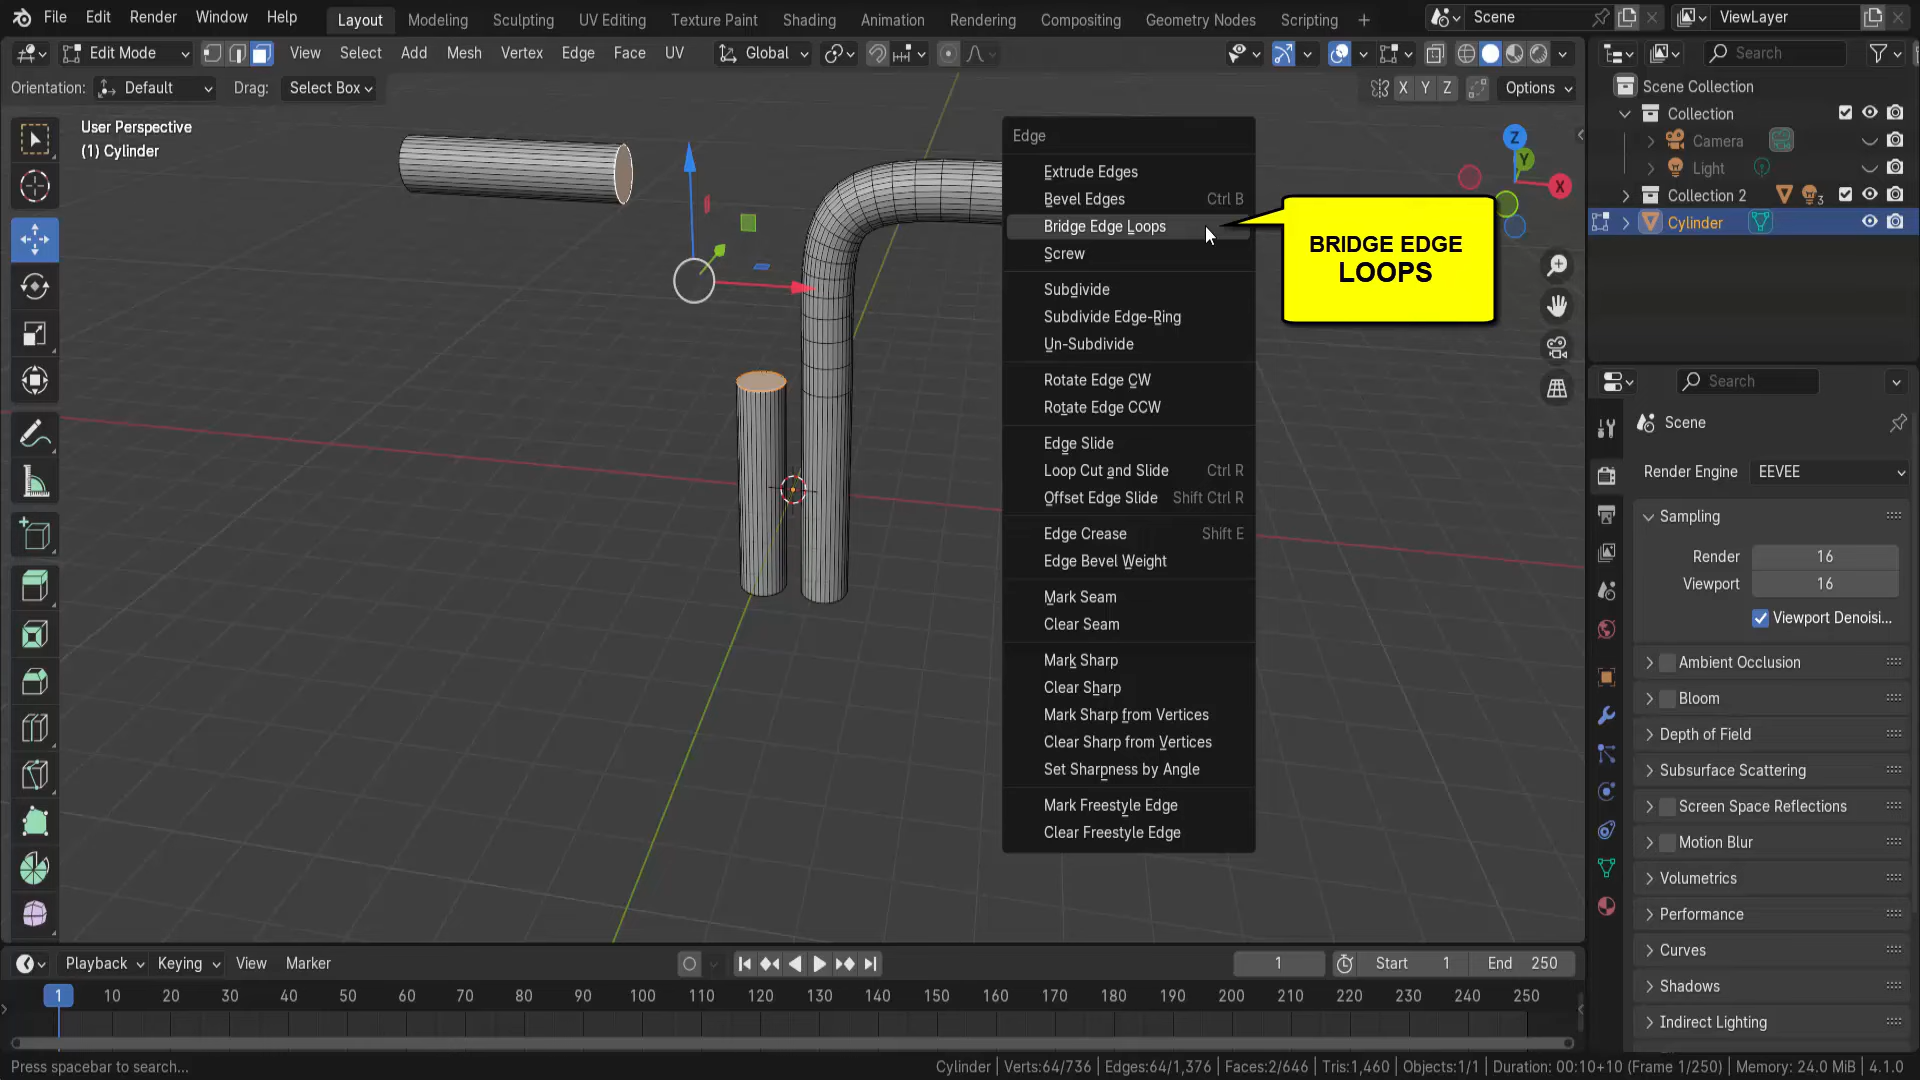 File Edit Render Window Help Layout Modeling Sculpting UV Editing Texture Paint Shading Animation Rendering Compositing Geometry Nodes Scripting + Scene ViewLayer
Edit Mode View Select Add Mesh Vertex Edge Face UV Global Search
Orientation: Default Drag: Select Box X Y Z Options
User Perspective
(1) Cylinder
Z
Y
X
Edge
Extrude Edges
Bevel Edges Ctrl B
Bridge Edge Loops
Screw
Subdivide
Subdivide Edge-Ring
Un-Subdivide
Rotate Edge CW
Rotate Edge CCW
Edge Slide
Loop Cut and Slide Ctrl R
Offset Edge Slide Shift Ctrl R
Edge Crease Shift E
Edge Bevel Weight
Mark Seam
Clear Seam
Mark Sharp
Clear Sharp
Mark Sharp from Vertices
Clear Sharp from Vertices
Set Sharpness by Angle
Mark Freestyle Edge
Clear Freestyle Edge
BRIDGE EDGE
LOOPS
Scene Collection
Collection
Camera
Light
Collection 2 3
Cylinder
Search
Scene
Render Engine EEVEE
Sampling
Render 16
Viewport 16
Viewport Denoisi...
Ambient Occlusion
Bloom
Depth of Field
Subsurface Scattering
Screen Space Reflections
Motion Blur
Volumetrics
Performance
Curves
Shadows
Indirect Lighting
Playback Keying View Marker 1 Start 1 End 250
1 10 20 30 40 50 60 70 80 90 100 110 120 130 140 150 160 170 180 190 200 210 220 230 240 250
Press spacebar to search... Cylinder | Verts:64/736 | Edges:64/1,376 | Faces:2/646 | Tris:1,460 | Objects:1/1 | Duration: 00:10+10 (Frame 1/250) | Memory: 24.0 MiB | 4.1.0